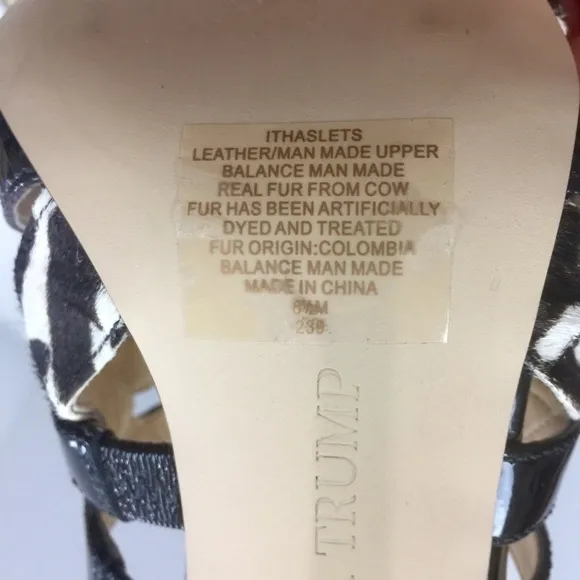 ITHASLETS
LEATHER/MAN MADE UPPER
BALANCE MAN MADE
REAL FUR FROM COW
FUR HAS BEEN ARTIFICIALLY
DYED AND TREATED
FUR ORIGIN:COLOMBIA
BALANCE MAN MADE
MADE IN CHINA
TRUMP